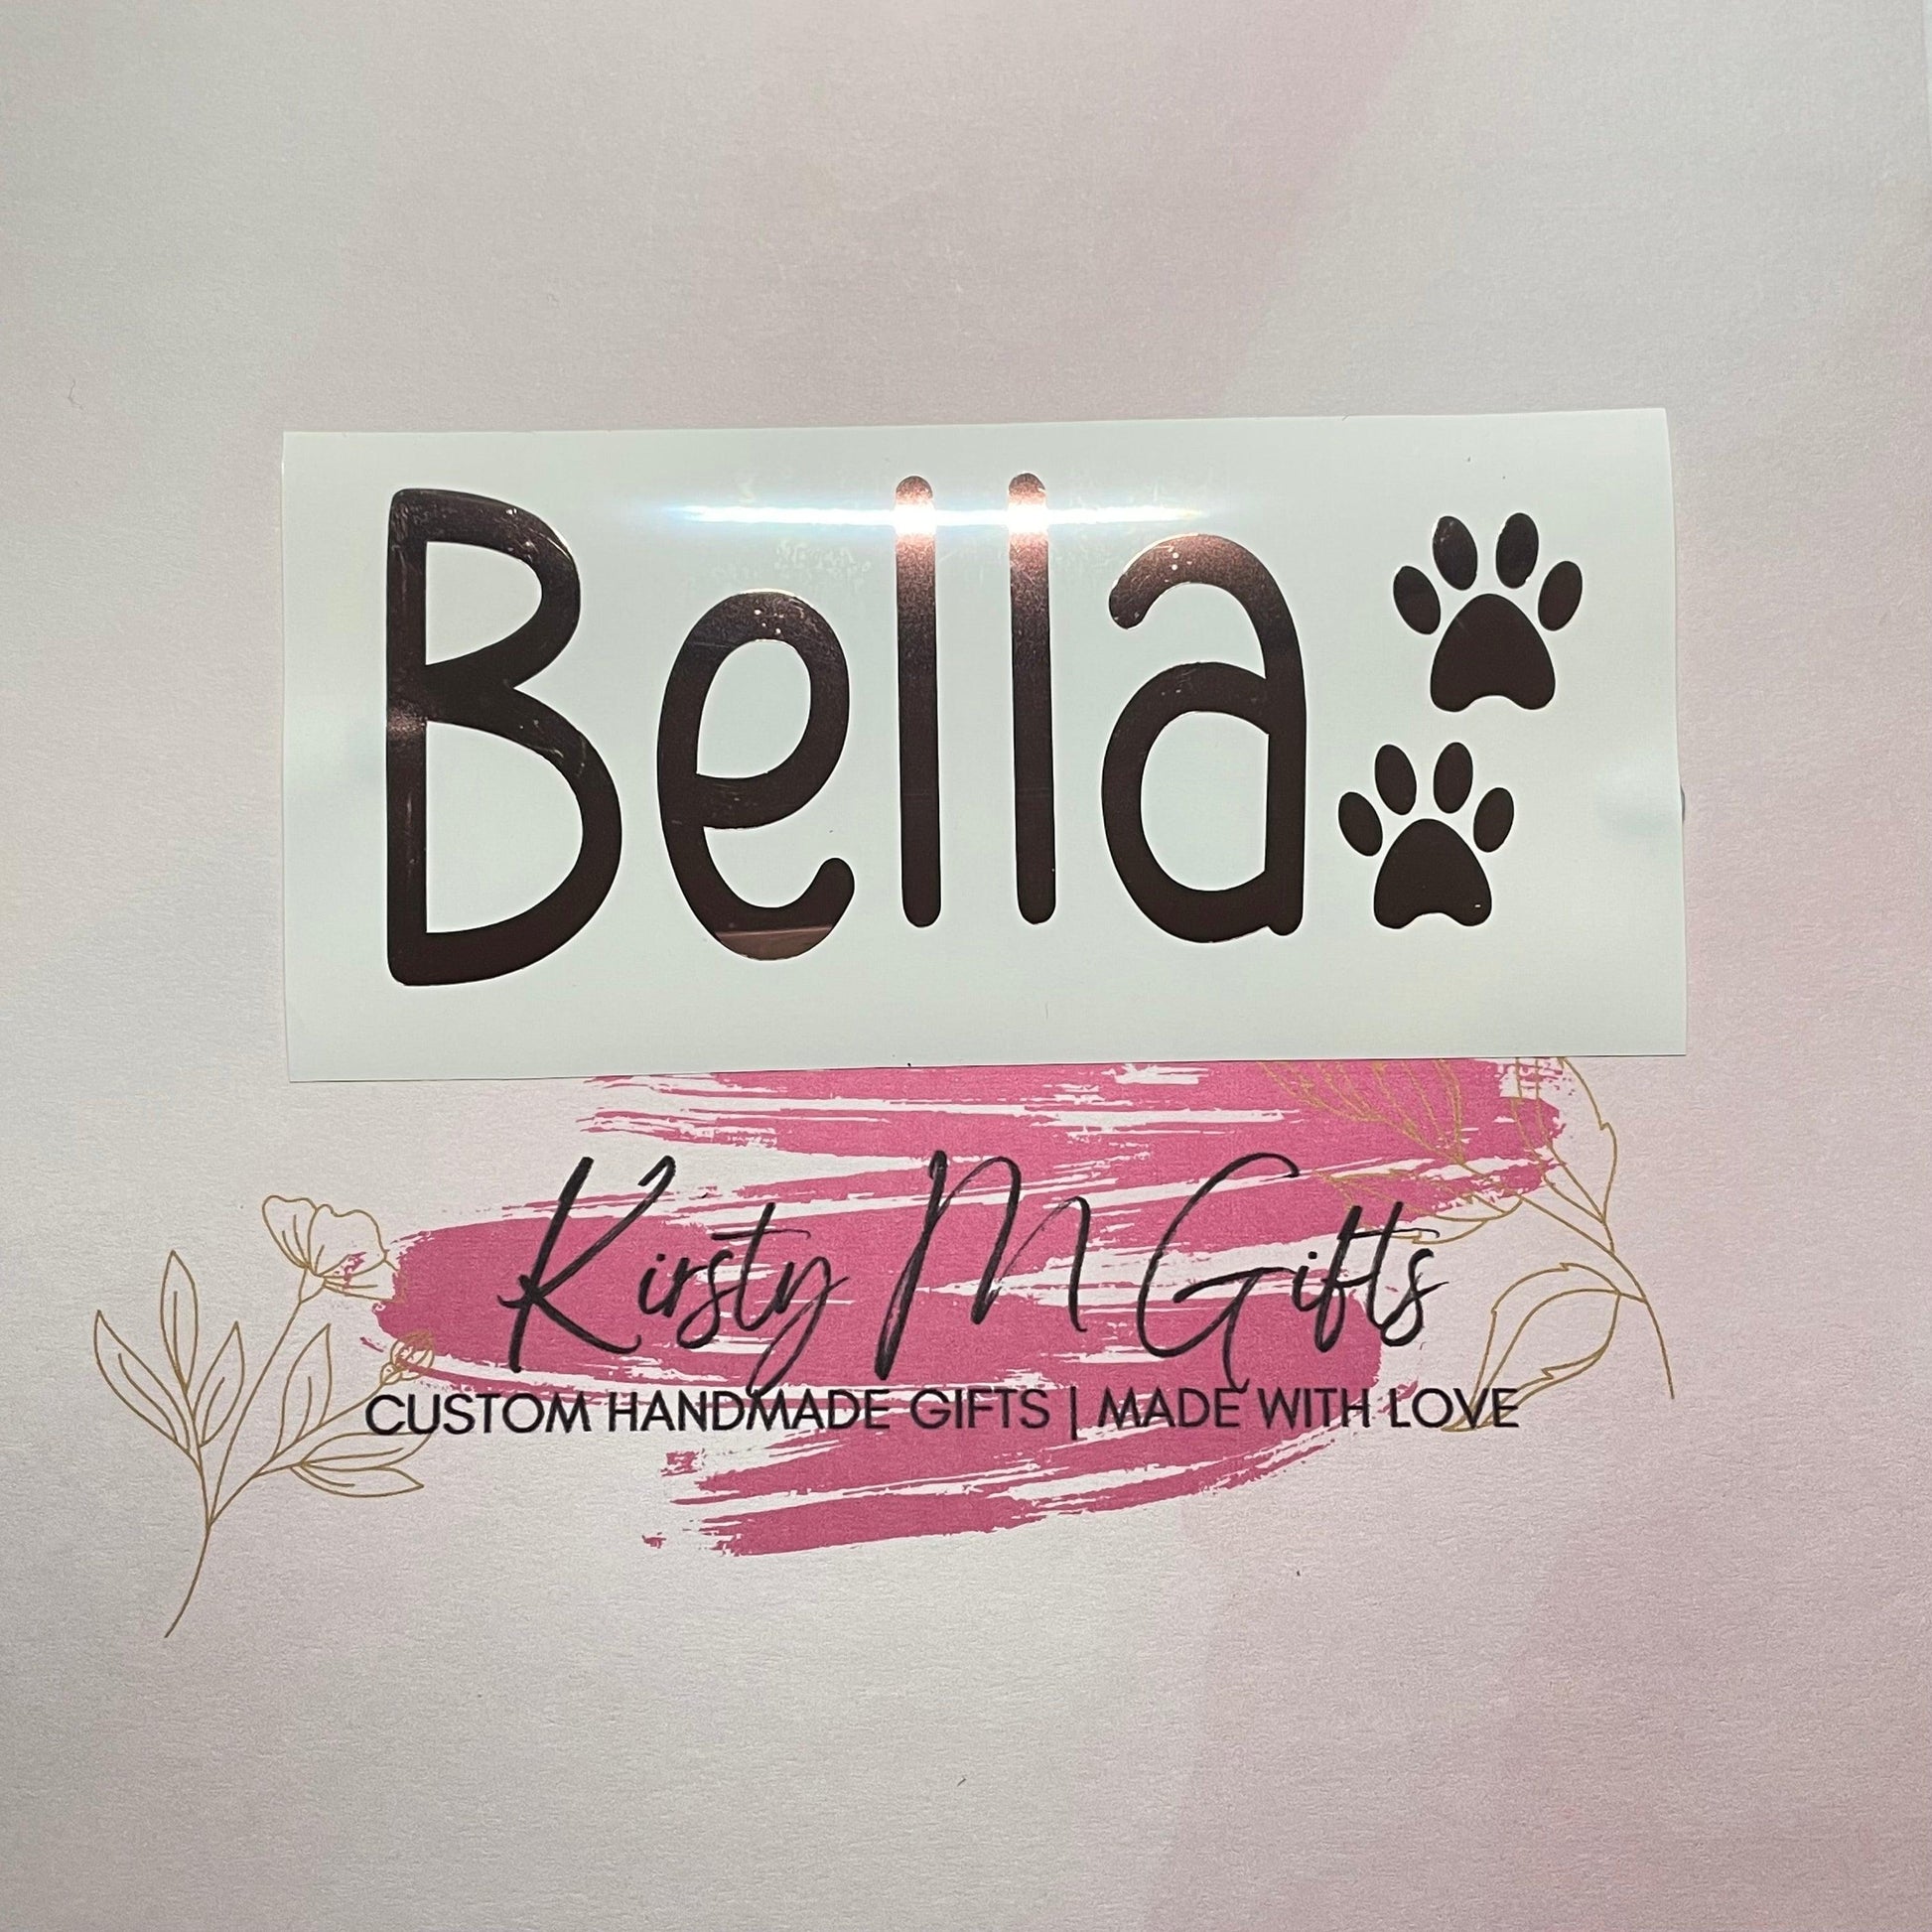 Bella
Kirsty M Gifts
CUSTOM HANDMADE GIFTS | MADE WITH LOVE